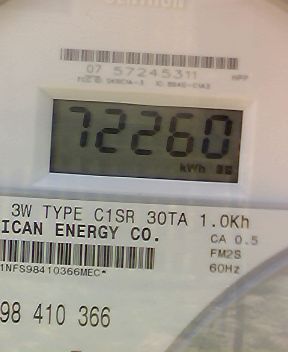 07 57245311 NPP
72260
kWh
3W TYPE C1SR 30TA 1.0Kh
ICAN ENERGY CO.
CA 0.5
FM2S
1NFS98410366MEC*
60Hz
98 410 366